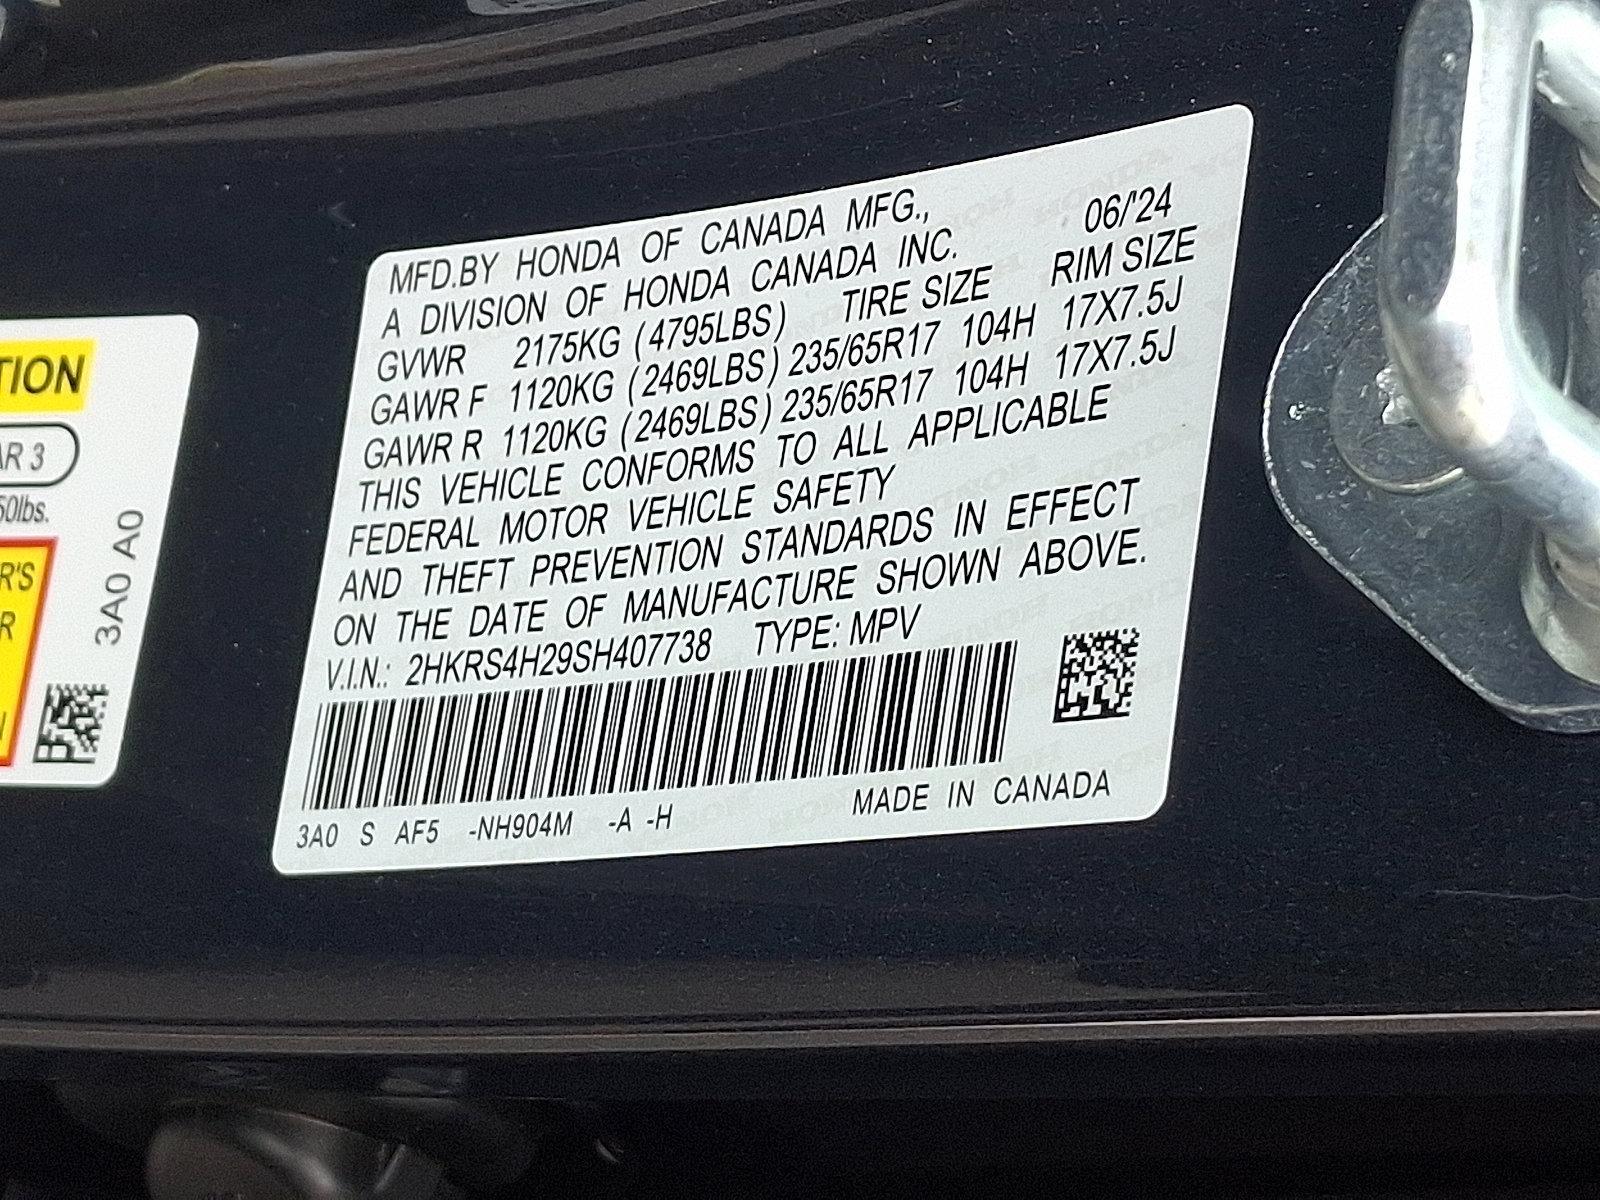 TION
AR 3
50lbs.
R'S
R
N
3A0 A0
MFD.BY HONDA OF CANADA MFG.,
A DIVISION OF HONDA CANADA INC. 06/'24
GVWR 2175KG (4795LBS) TIRE SIZE RIM SIZE
GAWR F 1120KG (2469LBS) 235/65R17 104H 17X7.5J
GAWR R 1120KG (2469LBS) 235/65R17 104H 17X7.5J
THIS VEHICLE CONFORMS TO ALL APPLICABLE
FEDERAL MOTOR VEHICLE SAFETY
AND THEFT PREVENTION STANDARDS IN EFFECT
ON THE DATE OF MANUFACTURE SHOWN ABOVE.
V.I.N.: 2HKRS4H29SH407738 TYPE: MPV
3A0 S AF5 -NH904M -A -H MADE IN CANADA